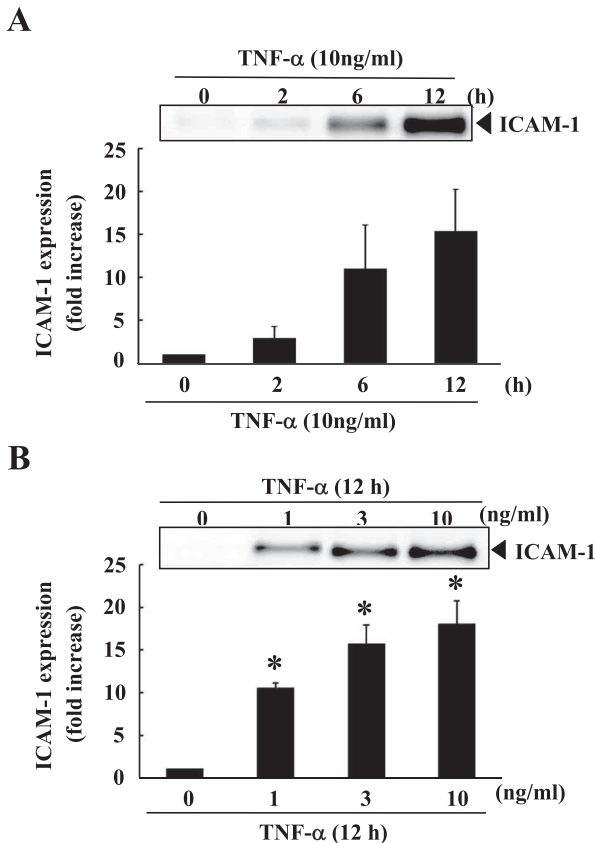 A
TNF-α (10ng/ml)
0 2 6 12 (h)
ICAM-1
ICAM-1 expression
(fold increase)
25
20
15
10
5
0
0 2 6 12 (h)
TNF-α (10ng/ml)
B
TNF-α (12 h)
0 1 3 10 (ng/ml)
ICAM-1
ICAM-1 expression
(fold increase)
25
20
15
10
5
0
* * *
0 1 3 10 (ng/ml)
TNF-α (12 h)